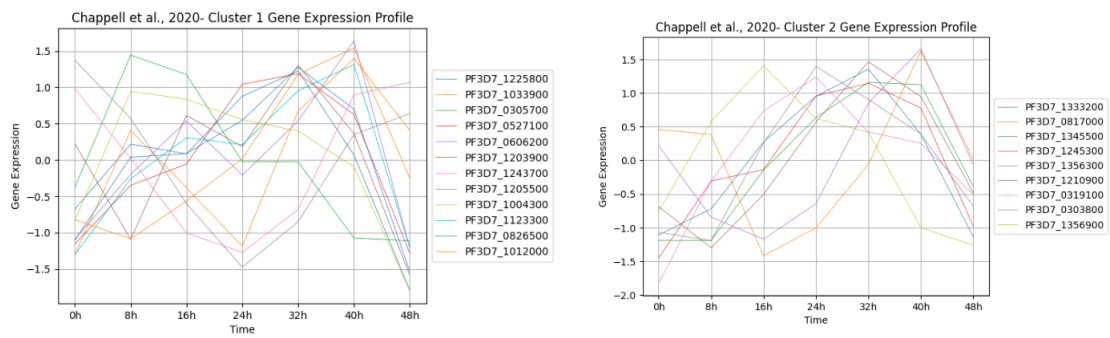 Chappell et al., 2020- Cluster 1 Gene Expression Profile
1.5
1.0
0.5
0.0
−0.5
−1.0
−1.5
Gene Expression
0h 8h 16h 24h 32h 40h 48h
Time
PF3D7_1225800
PF3D7_1033900
PF3D7_0305700
PF3D7_0527100
PF3D7_0606200
PF3D7_1203900
PF3D7_1243700
PF3D7_1205500
PF3D7_1004300
PF3D7_1123300
PF3D7_0826500
PF3D7_1012000
Chappell et al., 2020- Cluster 2 Gene Expression Profile
1.5
1.0
0.5
0.0
−0.5
−1.0
−1.5
−2.0
Gene Expression
0h 8h 16h 24h 32h 40h 48h
Time
PF3D7_1333200
PF3D7_0817000
PF3D7_1345500
PF3D7_1245300
PF3D7_1356300
PF3D7_1210900
PF3D7_0319100
PF3D7_0303800
PF3D7_1356900